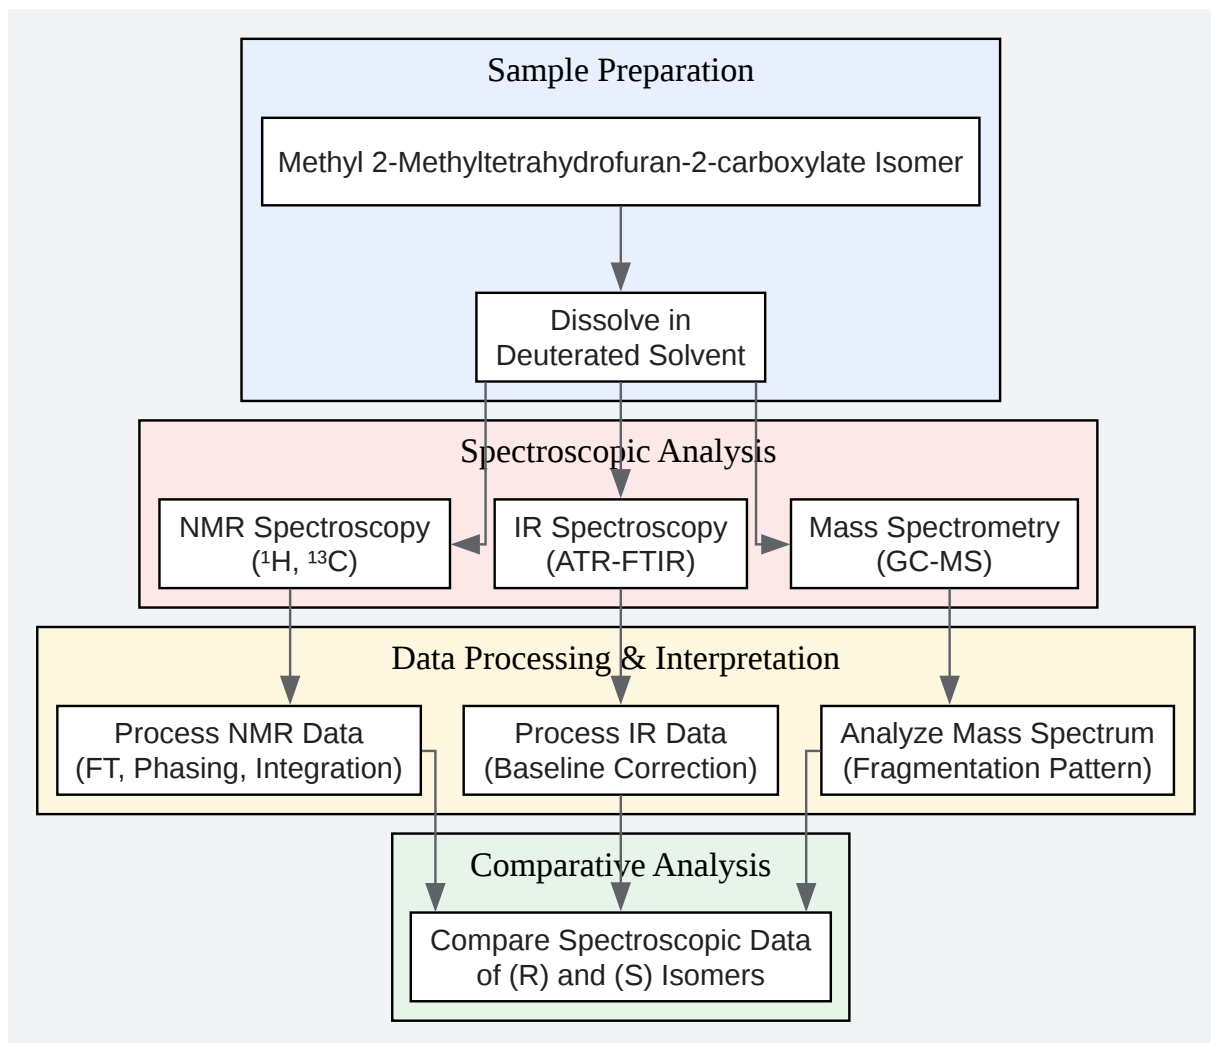 Sample Preparation
Methyl 2-Methyltetrahydrofuran-2-carboxylate Isomer
Dissolve in
Deuterated Solvent
Spectroscopic Analysis
NMR Spectroscopy
(¹H, ¹³C)
IR Spectroscopy
(ATR-FTIR)
Mass Spectrometry
(GC-MS)
Data Processing & Interpretation
Process NMR Data
(FT, Phasing, Integration)
Process IR Data
(Baseline Correction)
Analyze Mass Spectrum
(Fragmentation Pattern)
Comparative Analysis
Compare Spectroscopic Data
of (R) and (S) Isomers